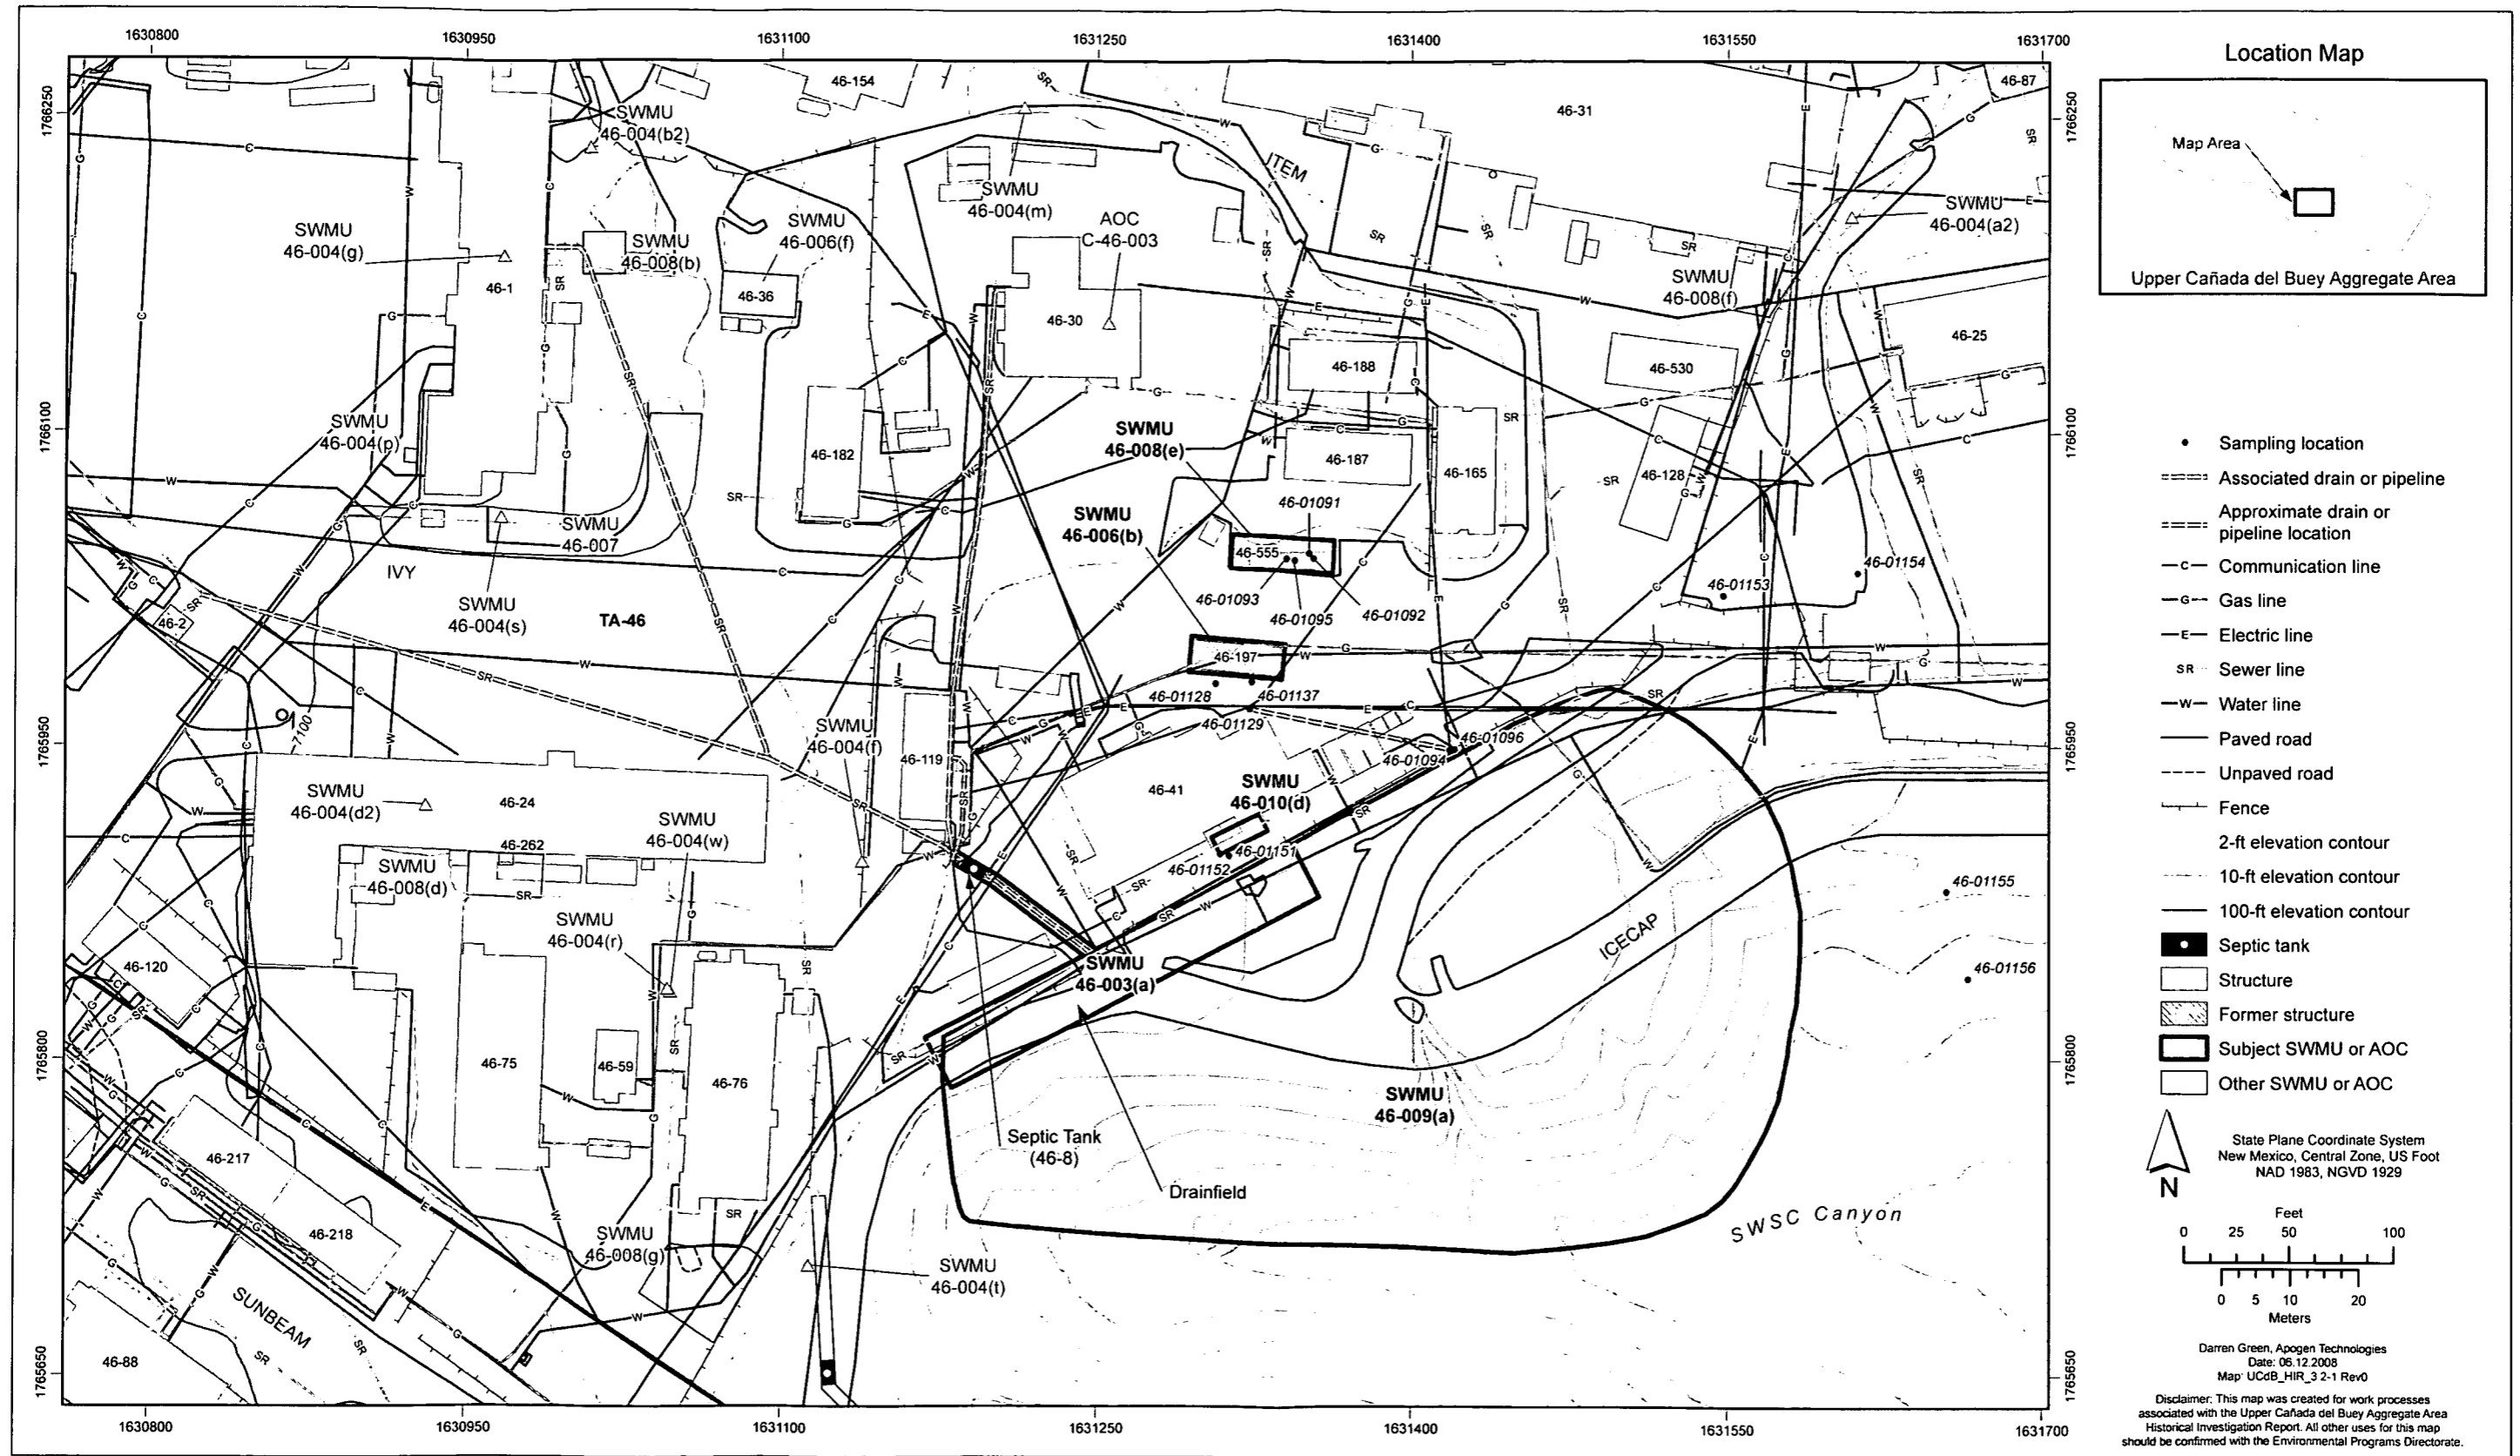 1630800
1630950
1631100
1631250
1631400
1631550
1631700
1766250
1766100
1765950
1765800
1765650
1766250
1766100
1765950
1765800
1765650
1630800
1630950
1631100
1631250
1631400
1631550
1631700
46-154
46-31
46-87
SWMU
46-004(b2)
ITEM
SWMU
46-004(m)
SWMU
46-004(a2)
SWMU
46-004(g)
SWMU
46-008(b)
SWMU
46-006(f)
AOC
C-46-003
SWMU
46-008(f)
46-1
46-36
46-30
46-25
46-188
46-530
SWMU
46-004(p)
46-182
SWMU
46-008(e)
46-187
46-165
46-128
46-01091
SWMU
46-006(b)
SWMU
46-007
46-555
46-01154
IVY
46-01153
46-01093
46-01095
46-01092
SWMU
46-004(s)
TA-46
46-2
46-197
46-01128
46-01137
46-01129
7100
SWMU
46-004(f)
46-01096
46-119
46-01094
SWMU
46-004(d2)
46-24
46-41
SWMU
46-010(d)
SWMU
46-004(w)
46-262
46-01151
46-01152
SWMU
46-008(d)
46-01155
SWMU
46-004(r)
ICECAP
46-120
SWMU
46-003(a)
46-01156
46-75
46-59
46-76
SWMU
46-009(a)
Septic Tank
(46-8)
46-217
Drainfield
46-218
SWSC Canyon
SWMU
46-008(g)
SWMU
46-004(t)
SUNBEAM
46-88
Location Map
Map Area
Upper Cañada del Buey Aggregate Area
Sampling location
Associated drain or pipeline
Approximate drain or
pipeline location
C Communication line
G Gas line
E Electric line
SR Sewer line
W Water line
Paved road
Unpaved road
Fence
2-ft elevation contour
10-ft elevation contour
100-ft elevation contour
Septic tank
Structure
Former structure
Subject SWMU or AOC
Other SWMU or AOC
N
State Plane Coordinate System
New Mexico, Central Zone, US Foot
NAD 1983, NGVD 1929
Feet
0 25 50 100
0 5 10 20
Meters
Darren Green, Apogen Technologies
Date: 06.12.2008
Map: UCdB_HIR_3 2-1 Rev0
Disclaimer: This map was created for work processes
associated with the Upper Cañada del Buey Aggregate Area
Historical Investigation Report. All other uses for this map
should be confirmed with the Environmental Programs Directorate.